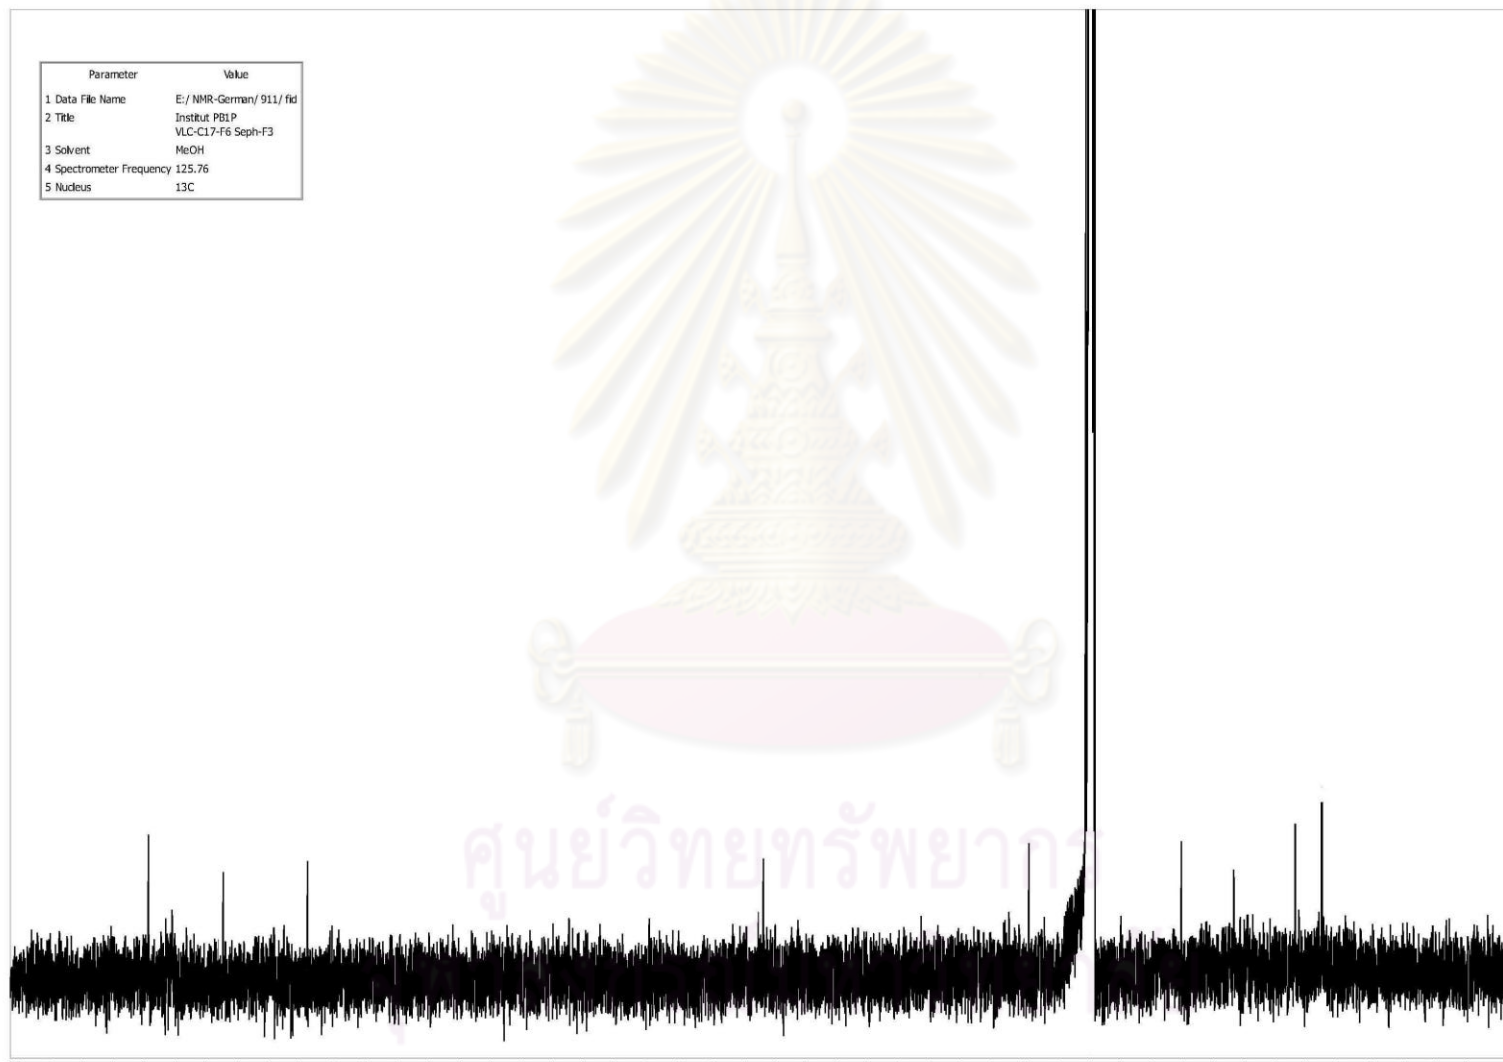 Parameter Value
1 Data File Name E:/ NMR-German/ 911/ fid
2 Title Institut PB1P
VLC-C17-F6 Seph-F3
3 Solvent MeOH
4 Spectrometer Frequency 125.76
5 Nucleus 13C
ศูนย์วิทยทรัพยากร